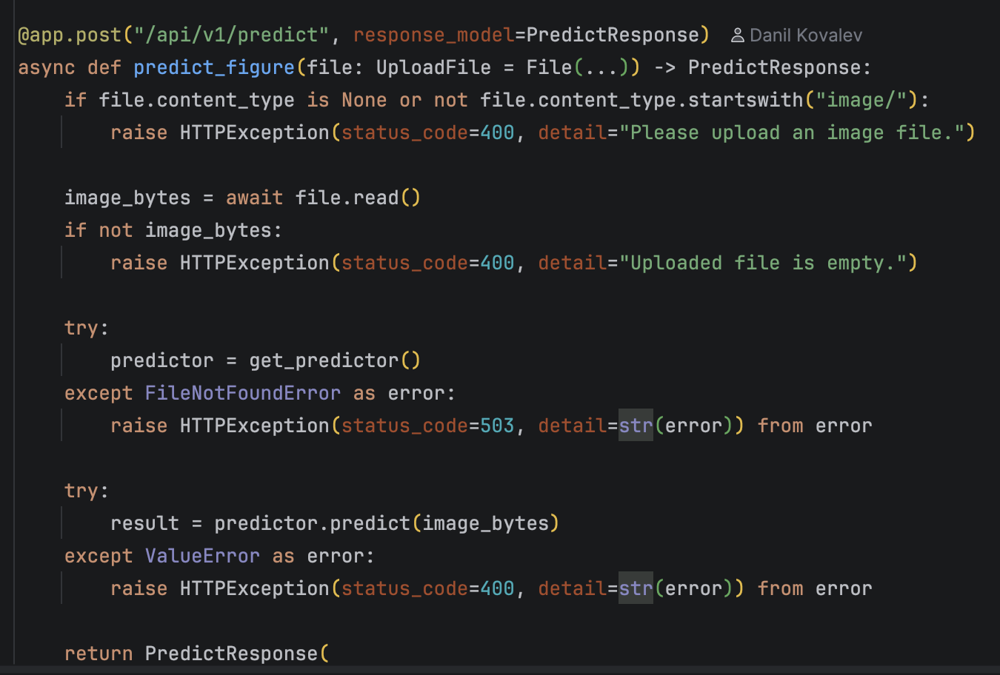 @app.post("/api/v1/predict", response_model=PredictResponse) Danil Kovalev
async def predict_figure(file: UploadFile = File(...)) -> PredictResponse:
    if file.content_type is None or not file.content_type.startswith("image/"):
        raise HTTPException(status_code=400, detail="Please upload an image file.")
    image_bytes = await file.read()
    if not image_bytes:
        raise HTTPException(status_code=400, detail="Uploaded file is empty.")
    try:
        predictor = get_predictor()
    except FileNotFoundError as error:
        raise HTTPException(status_code=503, detail=str(error)) from error
    try:
        result = predictor.predict(image_bytes)
    except ValueError as error:
        raise HTTPException(status_code=400, detail=str(error)) from error
    return PredictResponse(